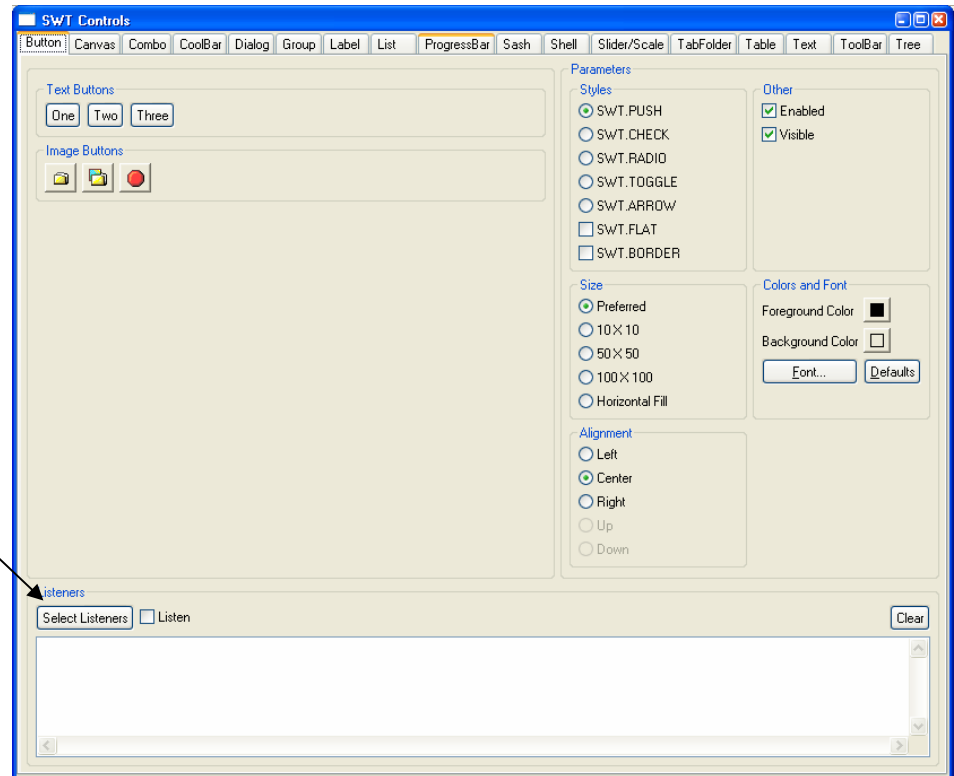 SWT Controls
Button Canvas Combo CoolBar Dialog Group Label List ProgressBar Sash Shell Slider/Scale TabFolder Table Text ToolBar Tree
Text Buttons
One Two Three
Image Buttons
Parameters
Styles
SWT.PUSH
SWT.CHECK
SWT.RADIO
SWT.TOGGLE
SWT.ARROW
SWT.FLAT
SWT.BORDER
Other
Enabled
Visible
Size
Preferred
10 X 10
50 X 50
100 X 100
Horizontal Fill
Colors and Font
Foreground Color
Background Color
Font... Defaults
Alignment
Left
Center
Right
Up
Down
Listeners
Select Listeners Listen Clear